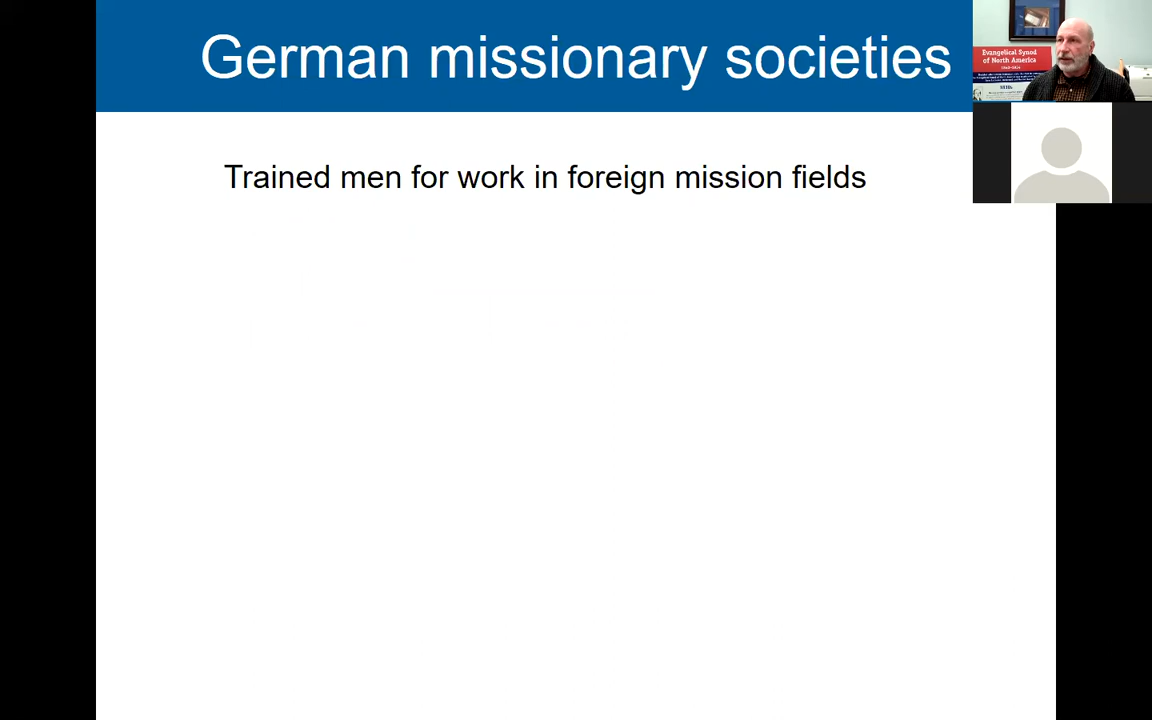 German missionary societies
Trained men for work in foreign mission fields
Evangelical Synod
of North America